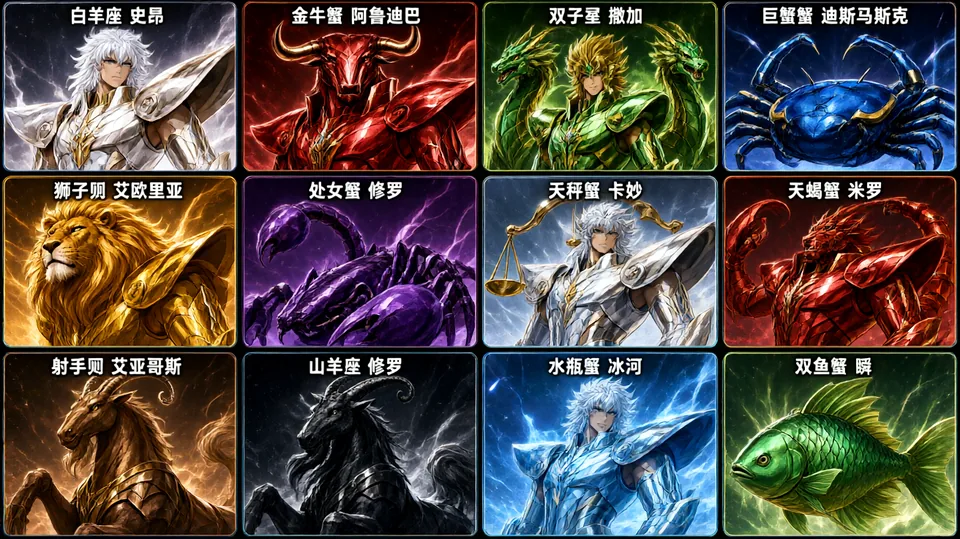 白羊座 史昂
金牛蟹 阿鲁迪巴
双子座 撒加
巨蟹蟹 迪斯马斯克
狮子则 艾欧里亚
处女蟹 修罗
天秤蟹 卡妙
天蝎蟹 米罗
射手则 艾亚哥斯
山羊座 修罗
水瓶蟹 冰河
双鱼蟹 瞬